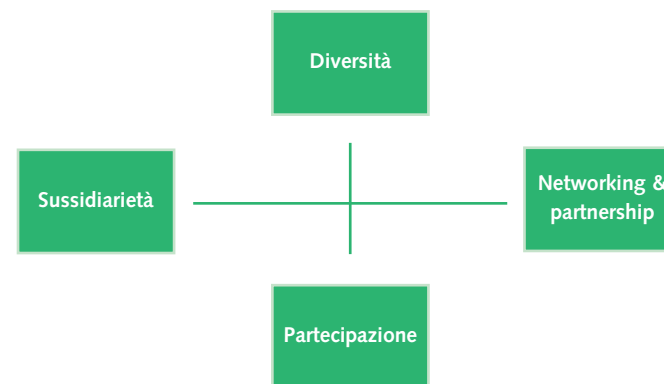 Diversità
Sussidiarietà
Networking &
partnership
Partecipazione